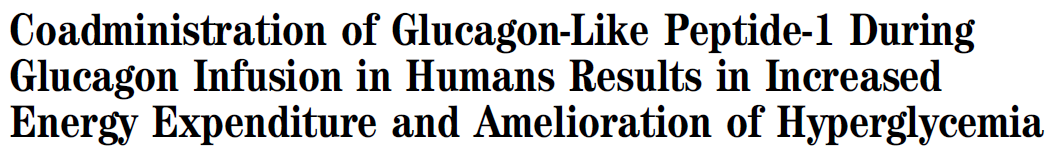 Coadministration of Glucagon-Like Peptide-1 During
Glucagon Infusion in Humans Results in Increased
Energy Expenditure and Amelioration of Hyperglycemia